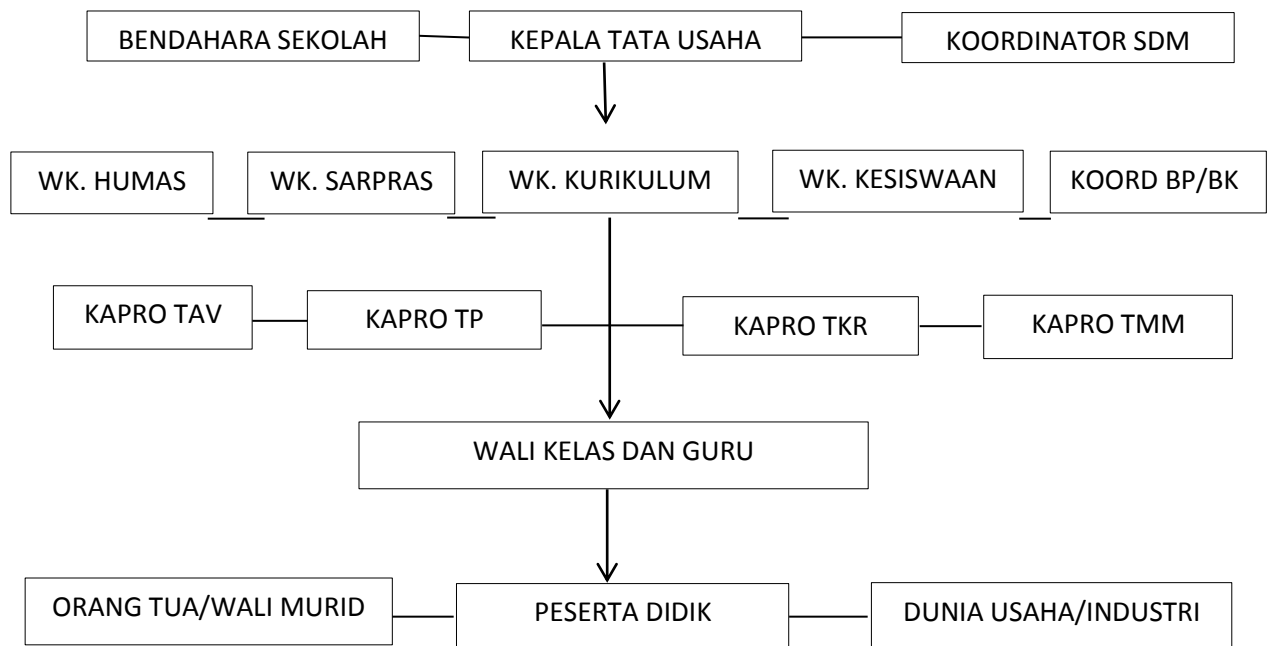 BENDAHARA SEKOLAH
KEPALA TATA USAHA
KOORDINATOR SDM
WK. HUMAS
WK. SARPRAS
WK. KURIKULUM
WK. KESISWAAN
KOORD BP/BK
KAPRO TAV
KAPRO TP
KAPRO TKR
KAPRO TMM
WALI KELAS DAN GURU
ORANG TUA/WALI MURID
PESERTA DIDIK
DUNIA USAHA/INDUSTRI